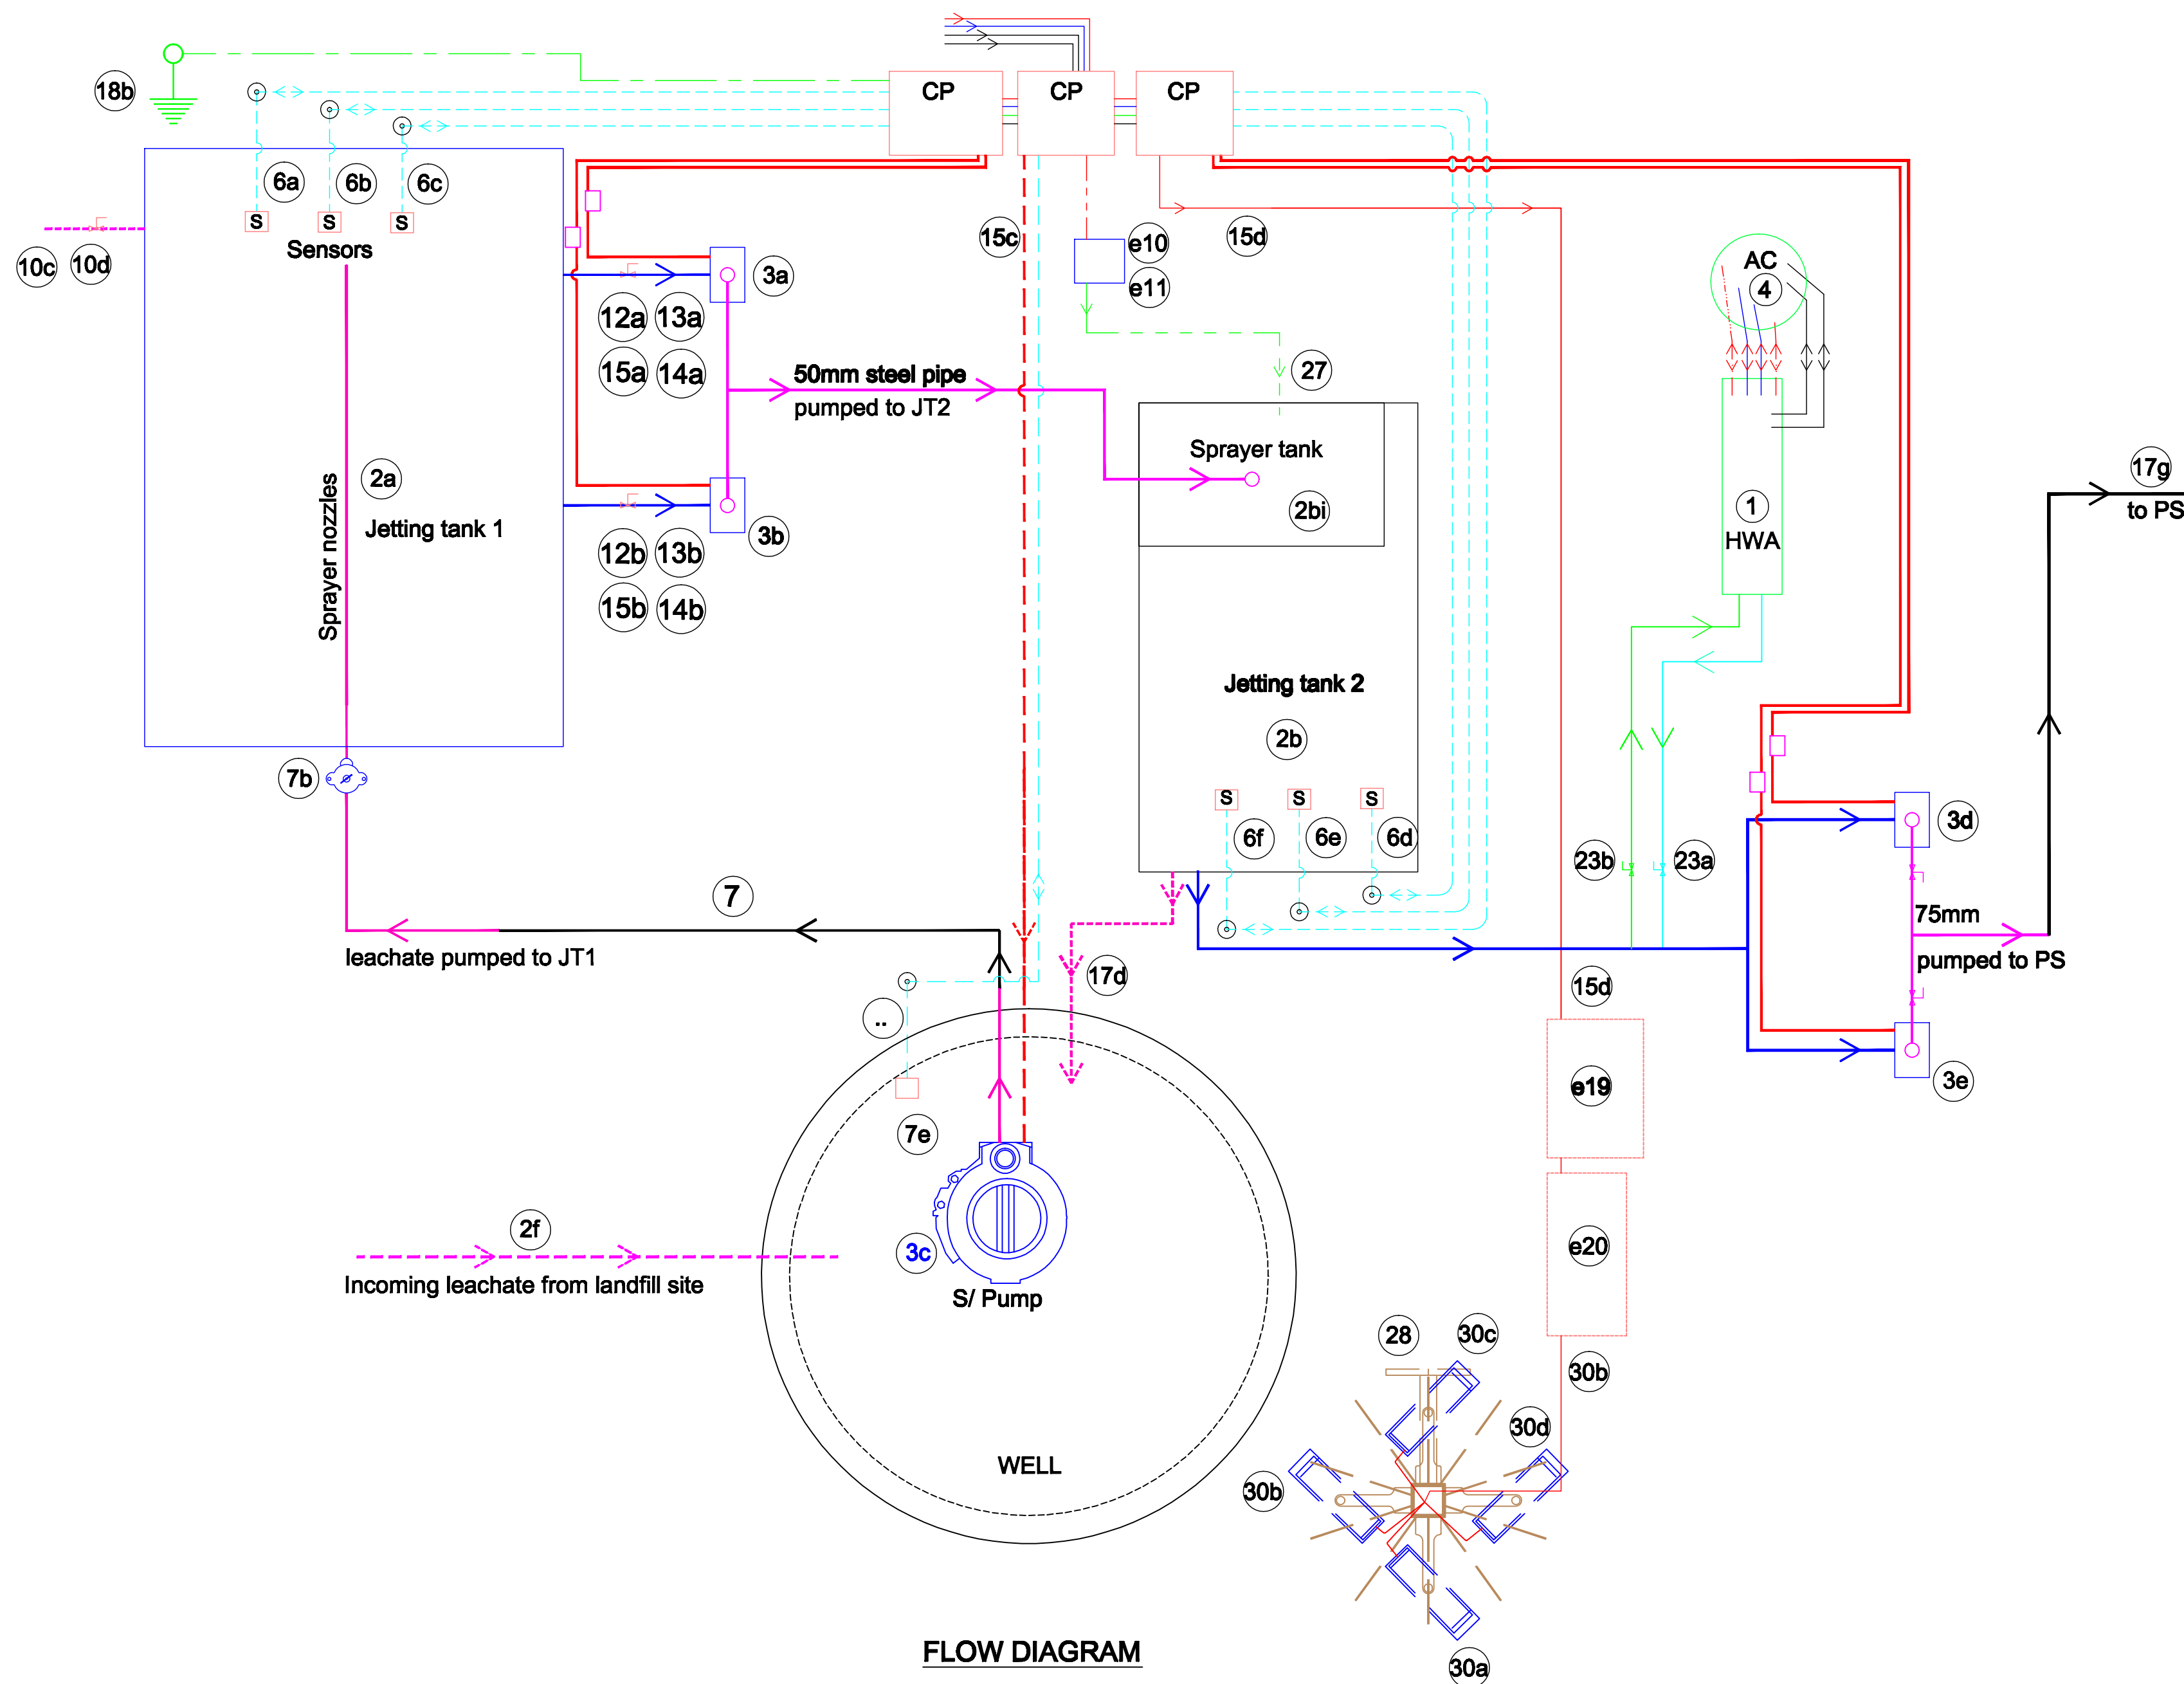 18b
CP
CP
CP
6a
6b
6c
S
S
S
Sensors
10c
10d
15c
e10
e11
15d
3a
12a
13a
15a
14a
50mm steel pipe
pumped to JT2
27
AC
4
Sprayer tank
2bi
1
HWA
17g
to PS
2a
Sprayer nozzles
Jetting tank 1
3b
12b
13b
15b
14b
Jetting tank 2
2b
7b
S
S
S
6f
6e
6d
23b
23a
3d
7
leachate pumped to JT1
75mm
pumped to PS
17d
15d
..
e19
3e
7e
2f
Incoming leachate from landfill site
3c
S/ Pump
e20
28
30c
30b
30d
WELL
30b
FLOW DIAGRAM
30a